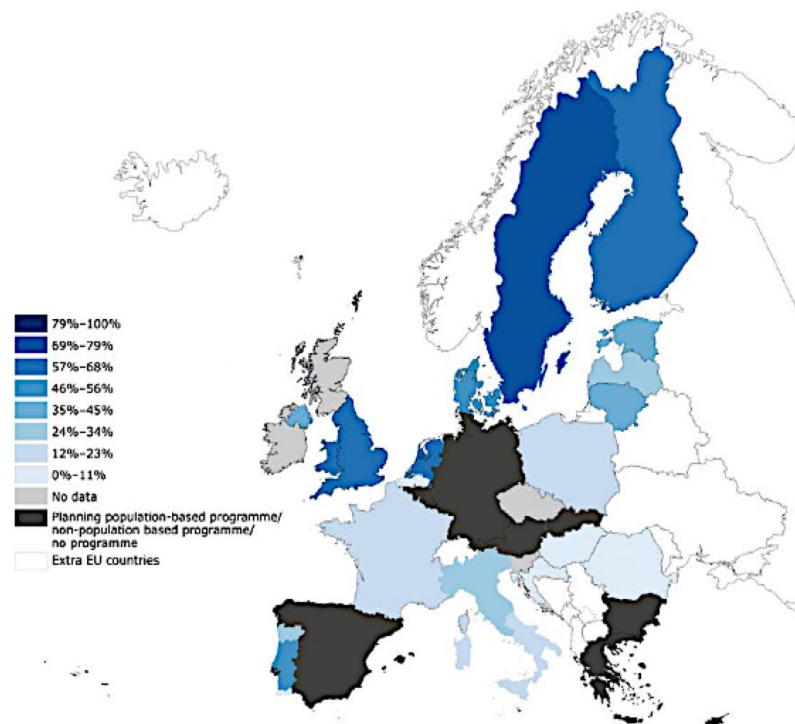 79%–100%
69%–79%
57%–68%
46%–56%
35%–45%
24%–34%
12%–23%
0%–11%
No data
Planning population-based programme/
non-population based programme/
no programme
Extra EU countries